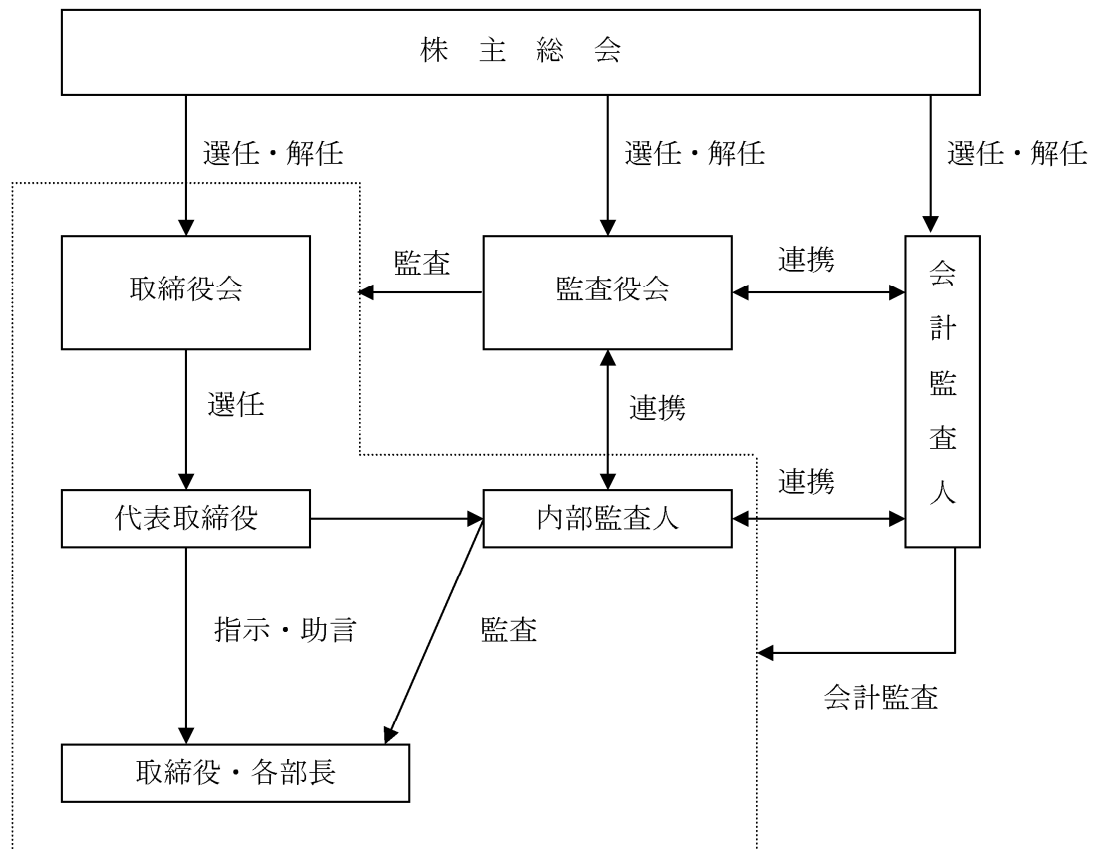 株　主　総　会
選任・解任
選任・解任
選任・解任
取締役会
監査
監査役会
連携
会計監査人
選任
連携
代表取締役
内部監査人
連携
指示・助言
監査
会計監査
取締役・各部長